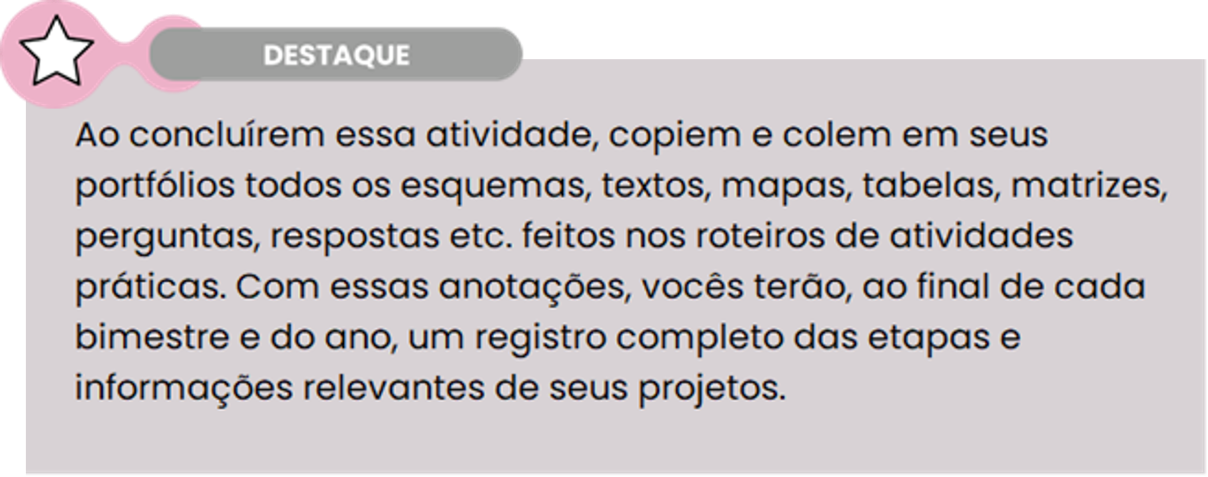 DESTAQUE
Ao concluírem essa atividade, copiem e colem em seus
portfólios todos os esquemas, textos, mapas, tabelas, matrizes,
perguntas, respostas etc. feitos nos roteiros de atividades
práticas. Com essas anotações, vocês terão, ao final de cada
bimestre e do ano, um registro completo das etapas e
informações relevantes de seus projetos.